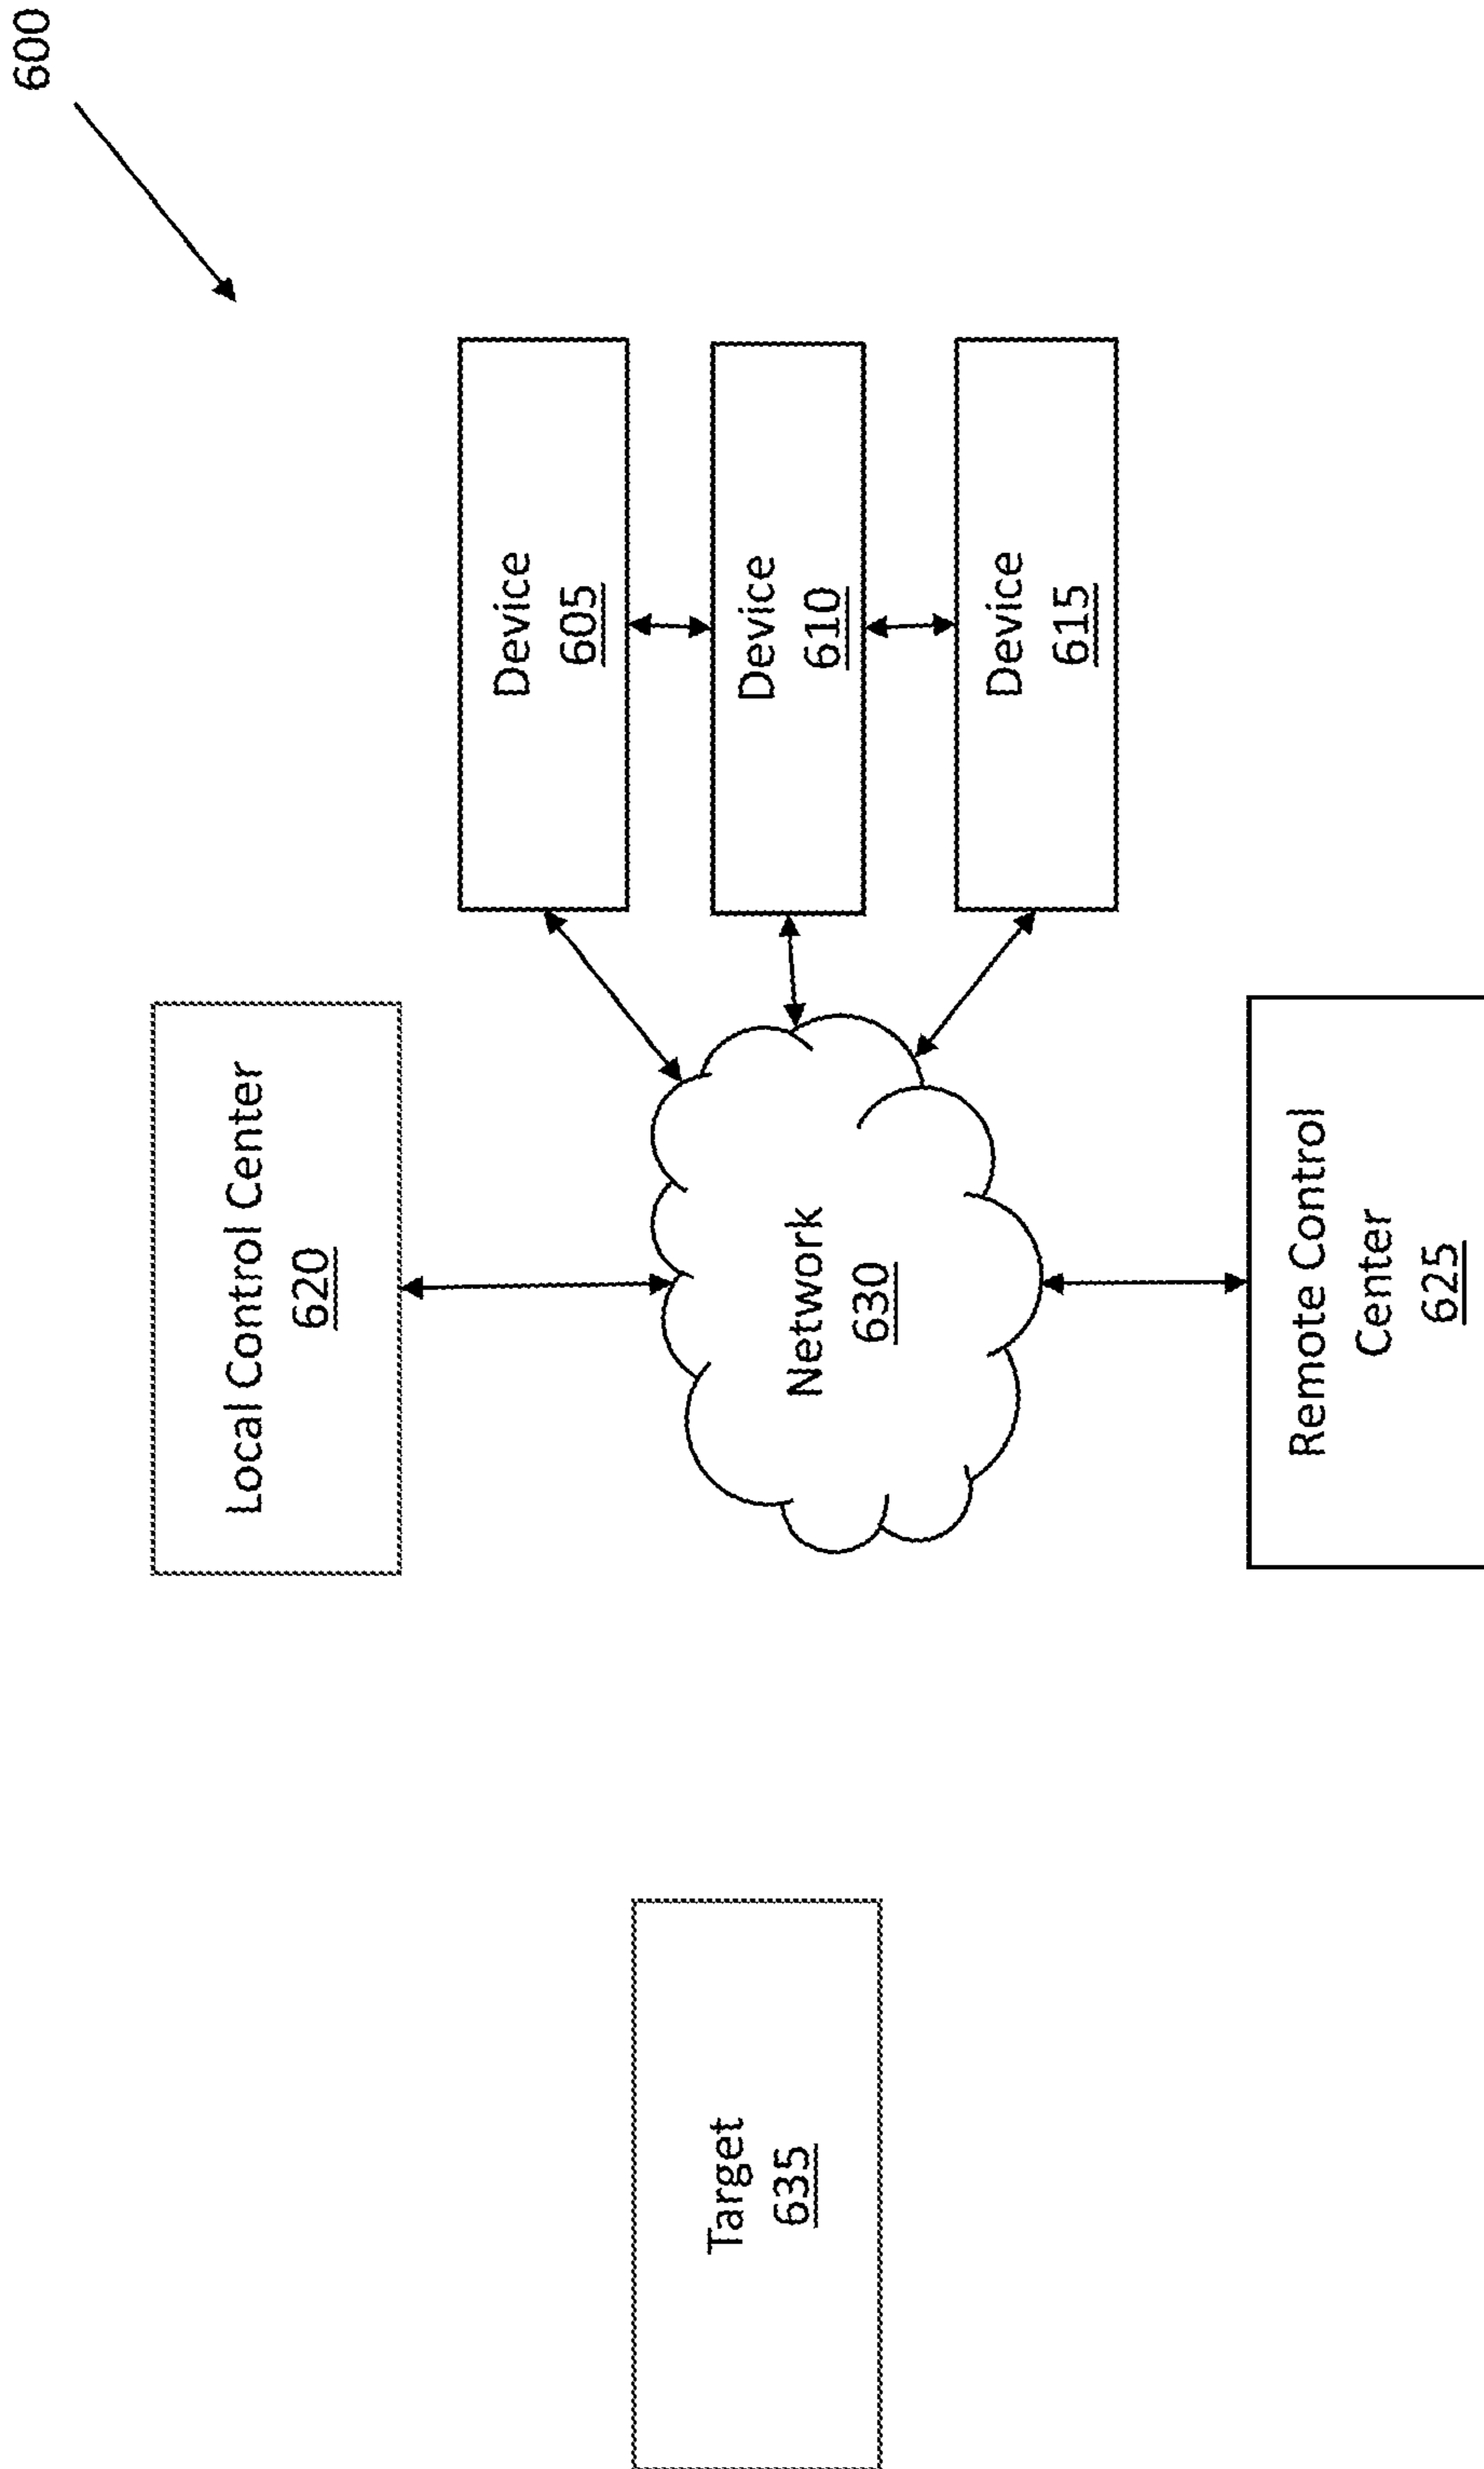 600
Local Control Center
620
Device
605
Device
610
Device
615
Network
630
Target
635
Remote Control
Center
625